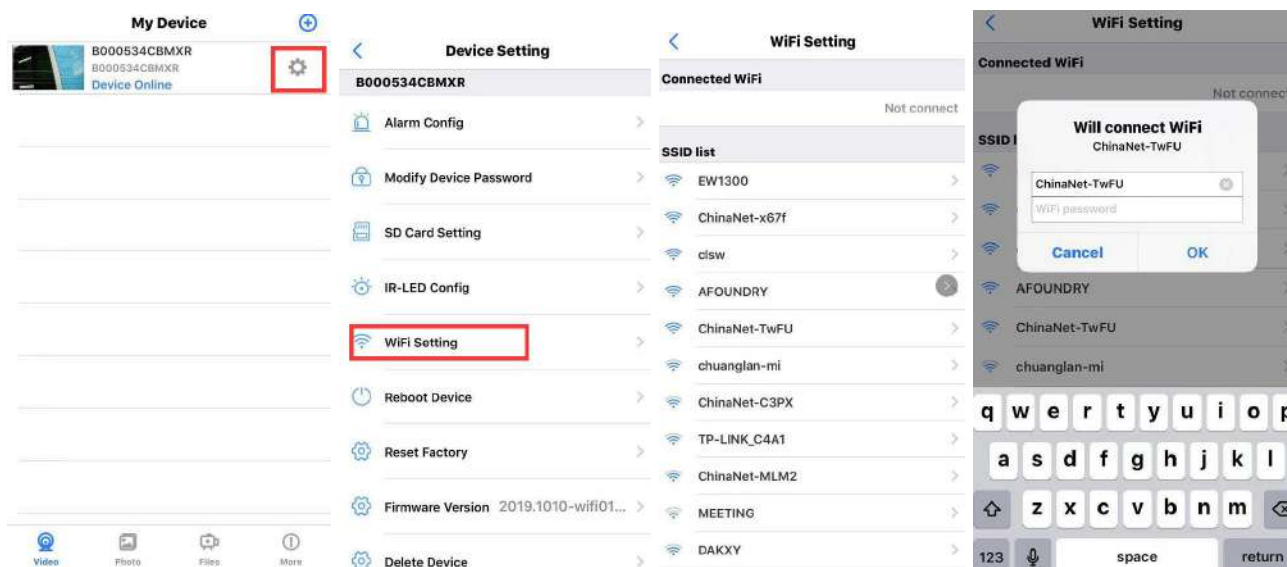 My Device
B000534CBMXR
B000534CBMXR
Device Online
Video
Photo
Files
More
Device Setting
B000534CBMXR
Alarm Config
Modify Device Password
SD Card Setting
IR-LED Config
WiFi Setting
Reboot Device
Reset Factory
Firmware Version 2019.1010-wifi01...
Delete Device
WiFi Setting
Connected WiFi
Not connect
SSID list
EW1300
ChinaNet-x67f
clsw
AFOUNDRY
ChinaNet-TwFU
chuanglan-mi
ChinaNet-C3PX
TP-LINK_C4A1
ChinaNet-MLM2
MEETING
DAKXY
WiFi Setting
Connected WiFi
Not connect
SSID l
Will connect WiFi
ChinaNet-TwFU
ChinaNet-TwFU
WiFi password
Cancel OK
AFOUNDRY
ChinaNet-TwFU
chuanglan-mi
q w e r t y u i o p
a s d f g h j k l
z x c v b n m
123 space return